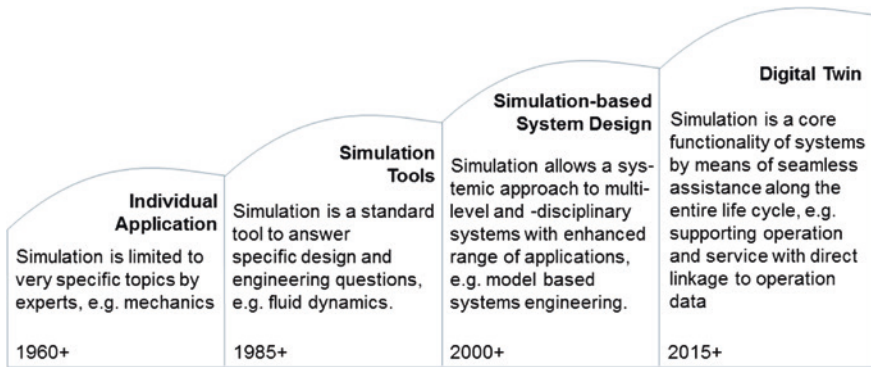 Individual
Application
Simulation is limited to
very specific topics by
experts, e.g. mechanics
1960+
Simulation
Tools
Simulation is a standard
tool to answer
specific design and
engineering questions,
e.g. fluid dynamics.
1985+
Simulation-based
System Design
Simulation allows a sys-
temic approach to multi-
level and -disciplinary
systems with enhanced
range of applications,
e.g. model based
systems engineering.
2000+
Digital Twin
Simulation is a core
functionality of systems
by means of seamless
assistance along the
entire life cycle, e.g.
supporting operation
and service with direct
linkage to operation
data
2015+